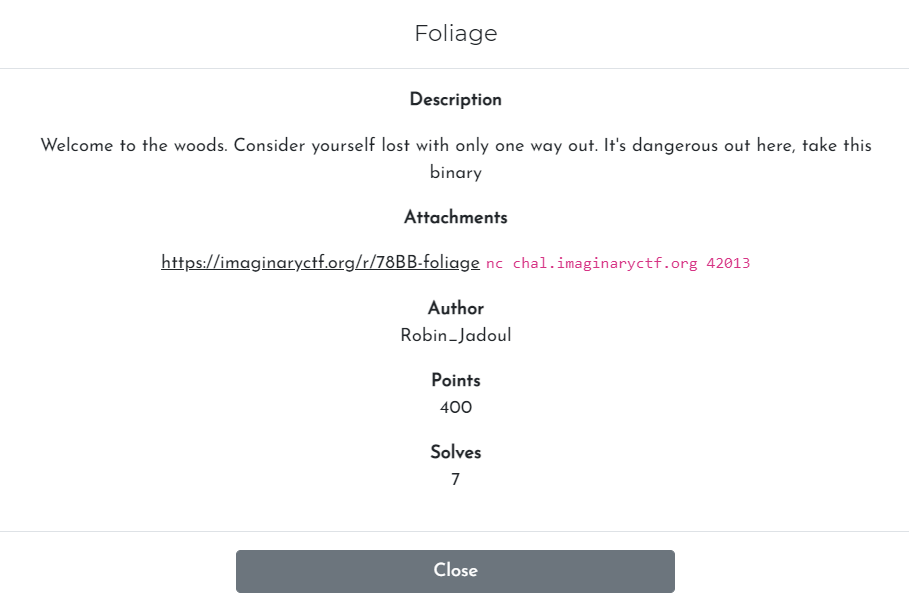 Foliage
Description
Welcome to the woods. Consider yourself lost with only one way out. It's dangerous out here, take this
binary
Attachments
https://imaginaryctf.org/r/78BB-foliage nc chal.imaginaryctf.org 42013
Author
Robin_Jadoul
Points
400
Solves
7
Close